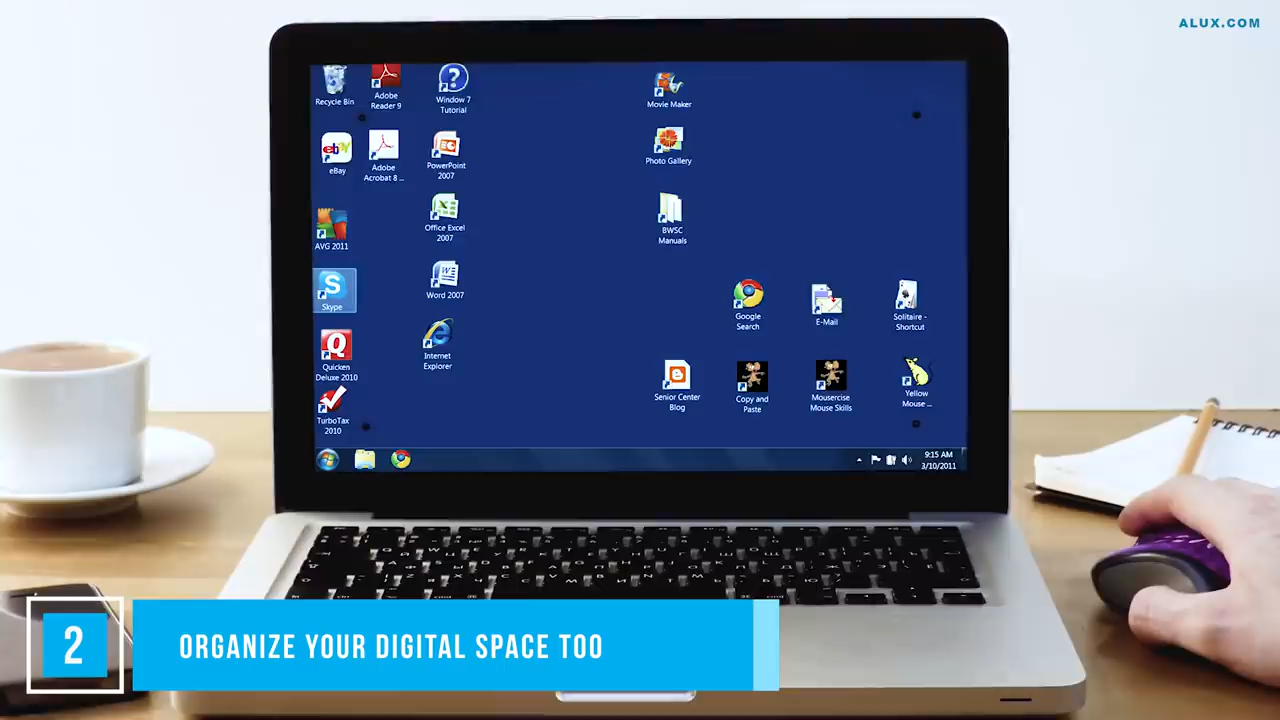 ALUX.COM
Recycle Bin
Adobe
Reader 9
Window 7
Tutorial
Movie Maker
eBay
Adobe
Acrobat 8 ...
PowerPoint
2007
Photo Gallery
AVG 2011
Office Excel
2007
BWSC
Manuals
Skype
Word 2007
Google
Search
E-Mail
Solitaire -
Shortcut
Quicken
Deluxe 2010
Internet
Explorer
TurboTax
2010
Senior Center
Blog
Copy and
Paste
Mousercise
Mouse Skills
Yellow
Mouse ...
9:15 AM
3/10/2011
2
ORGANIZE YOUR DIGITAL SPACE TOO